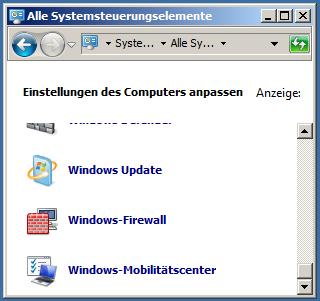 Alle Systemsteuerungselemente
Syste... Alle Sy...
Einstellungen des Computers anpassen Anzeige:
Windows Update
Windows-Firewall
Windows-Mobilitätscenter